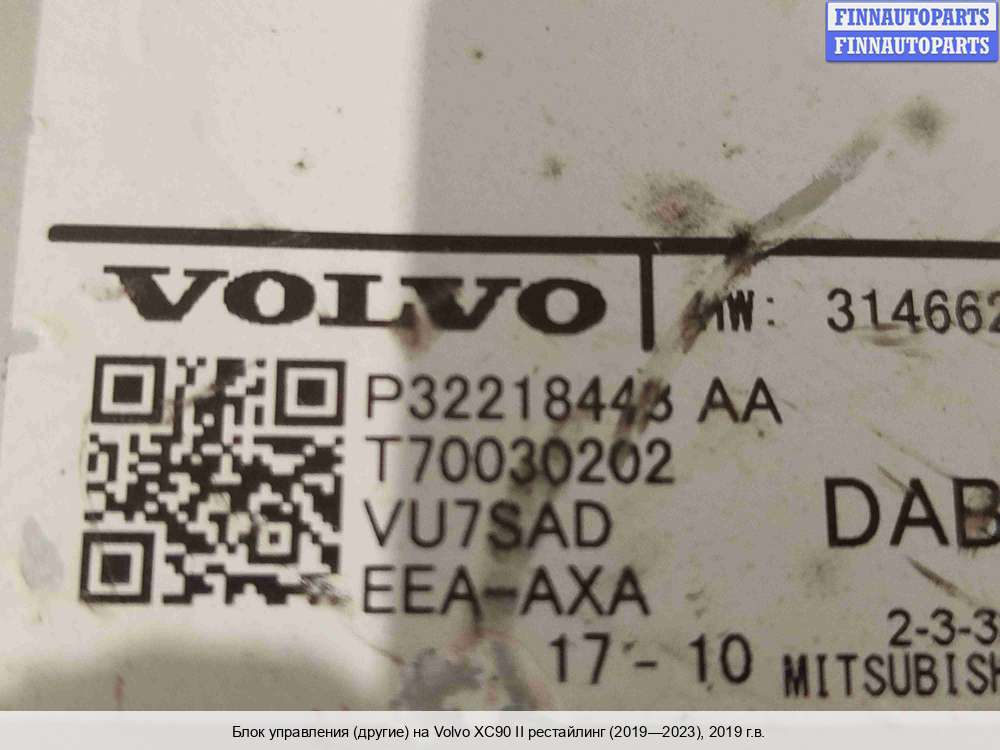 FINNAUTOPARTS
FINNAUTOPARTS
VOLVO
HW: 314662
P32218443 AA
T70030202
VU7SAD
DAB
EEA-AXA
2-3-3
17-10
MITSUBISH
Блок управления (другие) на Volvo XC90 II рестайлинг (2019—2023), 2019 г.в.